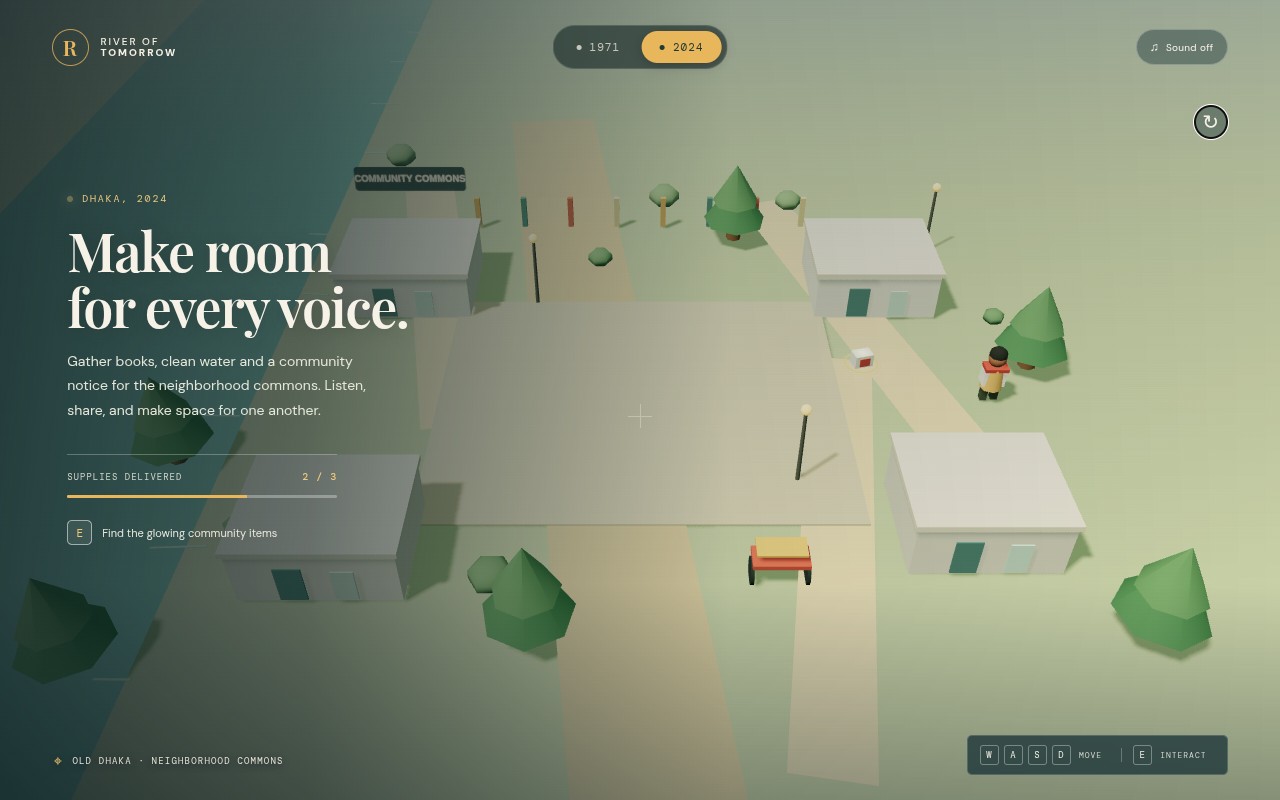 R
RIVER OF
TOMORROW
1971
2024
♫ Sound off
↻
COMMUNITY COMMONS
DHAKA, 2024
Make room
for every voice.
Gather books, clean water and a community
notice for the neighborhood commons. Listen,
share, and make space for one another.
SUPPLIES DELIVERED 2 / 3
E Find the glowing community items
OLD DHAKA · NEIGHBORHOOD COMMONS
W A S D MOVE E INTERACT